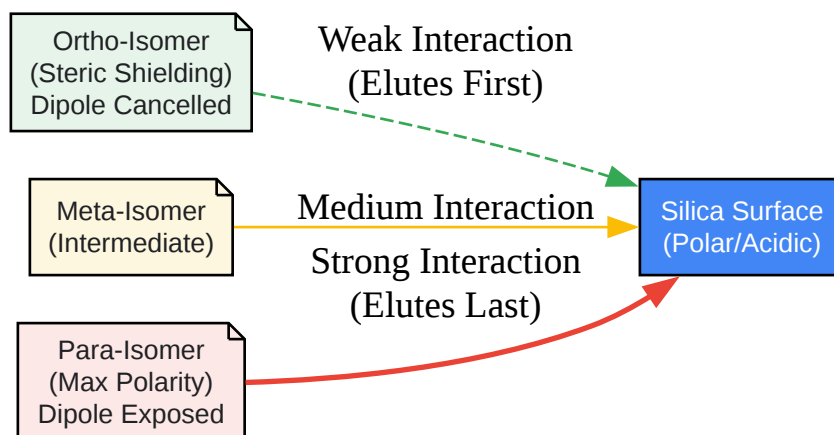 Ortho-Isomer
(Steric Shielding)
Dipole Cancelled
Weak Interaction
(Elutes First)
Meta-Isomer
(Intermediate)
Medium Interaction
Silica Surface
(Polar/Acidic)
Strong Interaction
(Elutes Last)
Para-Isomer
(Max Polarity)
Dipole Exposed